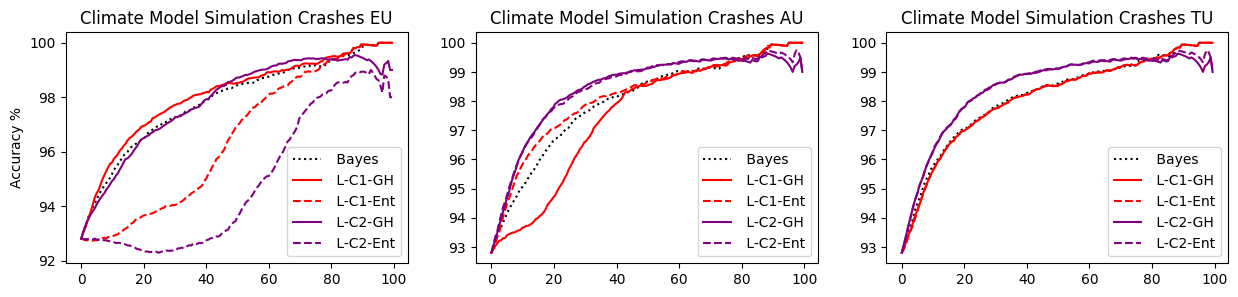 Climate Model Simulation Crashes EU
Accuracy %
100
98
96
94
92
0 20 40 60 80 100
Bayes
L-C1-GH
L-C1-Ent
L-C2-GH
L-C2-Ent
Climate Model Simulation Crashes AU
100
99
98
97
96
95
94
93
0 20 40 60 80 100
Bayes
L-C1-GH
L-C1-Ent
L-C2-GH
L-C2-Ent
Climate Model Simulation Crashes TU
100
99
98
97
96
95
94
93
0 20 40 60 80 100
Bayes
L-C1-GH
L-C1-Ent
L-C2-GH
L-C2-Ent